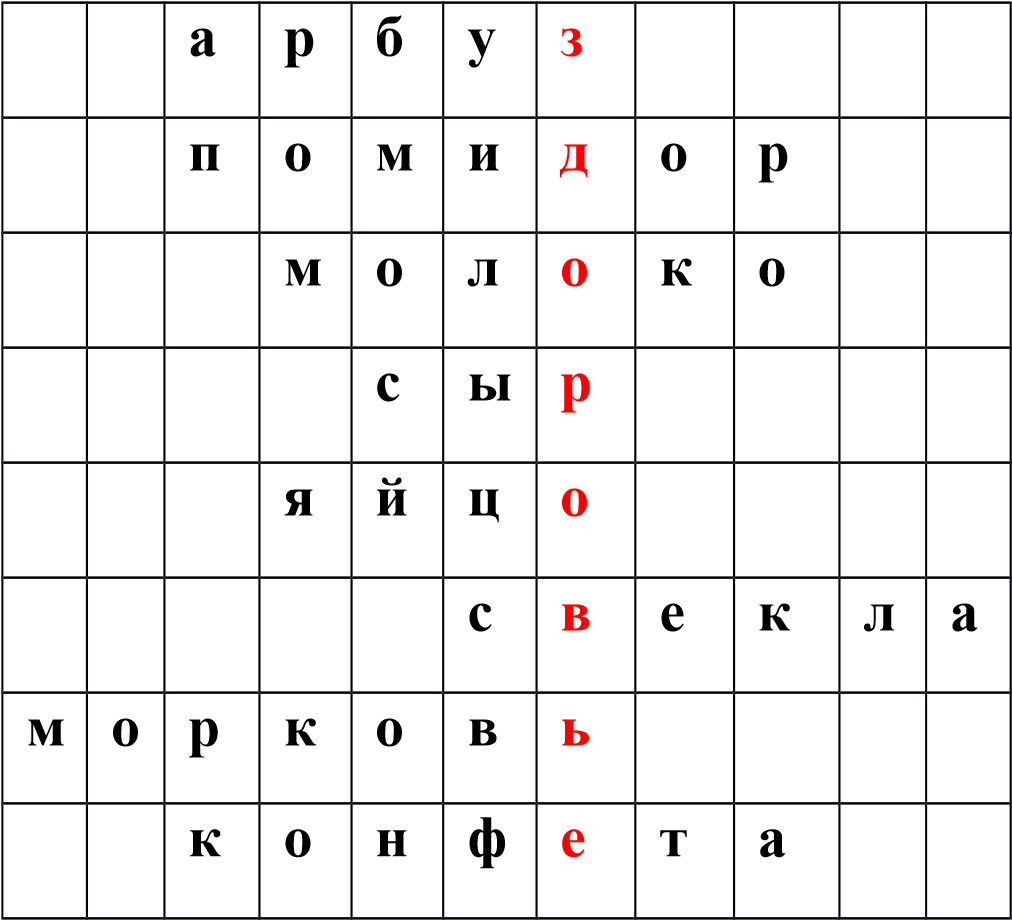 арбуз
помидор
молоко
сыр
яйцо
свекла
морковь
конфета